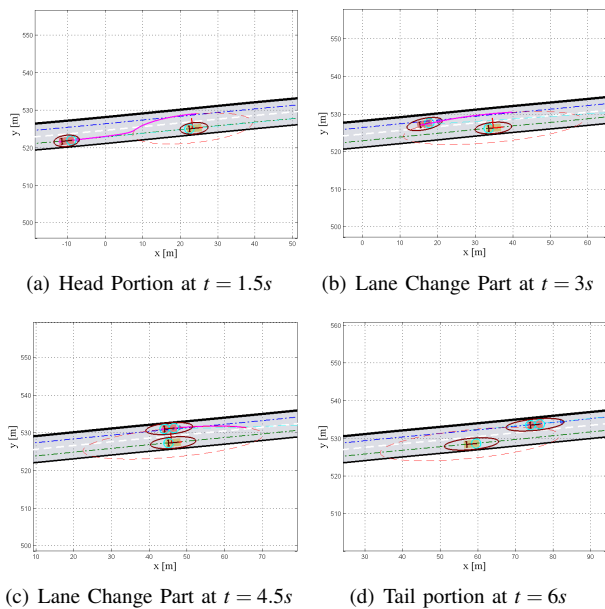 550
540
530
520
510
500
y [m]
-10 0 10 20 30 40 50
x [m]
(a) Head Portion at t = 1.5s
550
540
530
520
510
500
y [m]
0 10 20 30 40 50 60
x [m]
(b) Lane Change Part at t = 3s
550
540
530
520
510
500
y [m]
10 20 30 40 50 60 70
x [m]
(c) Lane Change Part at t = 4.5s
560
550
540
530
520
510
y [m]
30 40 50 60 70 80 90
x [m]
(d) Tail portion at t = 6s